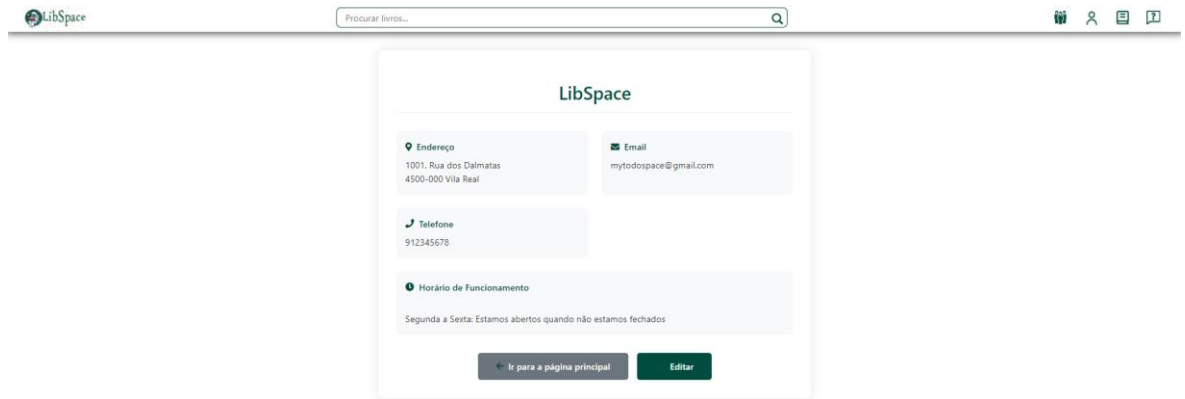 LibSpace
Procurar livros...
LibSpace
Endereço
Email
1001, Rua dos Dalmatas
4500-000 Vila Real
mytodospace@gmail.com
Telefone
912345678
Horário de Funcionamento
Segunda a Sexta: Estamos abertos quando não estamos fechados
Ir para a página principal
Editar